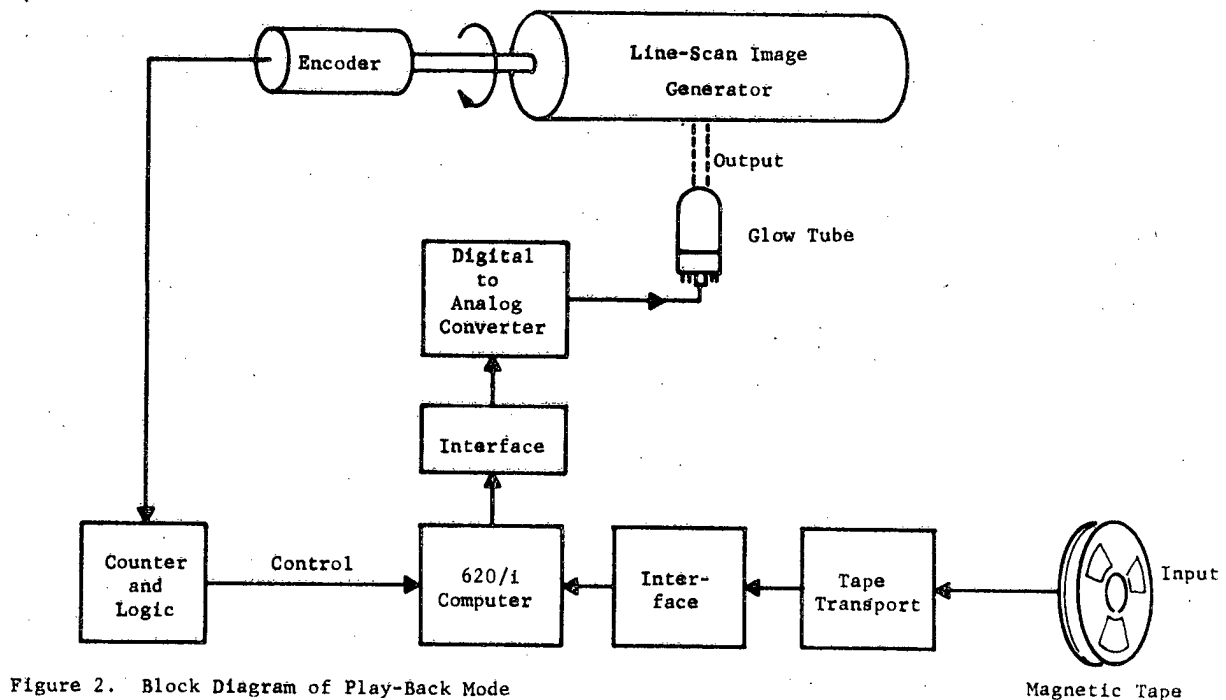 Encoder
Line-Scan Image
Generator
Output
Glow Tube
Digital
to
Analog
Converter
Interface
Counter
and
Logic
Control
620/i
Computer
Inter-
face
Tape
Transport
Input
Magnetic Tape
Figure 2. Block Diagram of Play-Back Mode